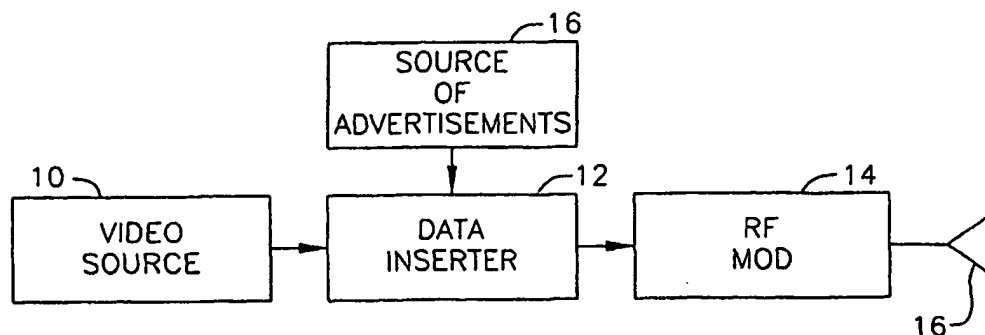 16
SOURCE
OF
ADVERTISEMENTS
10
12
14
VIDEO
SOURCE
DATA
INSERTER
RF
MOD
16